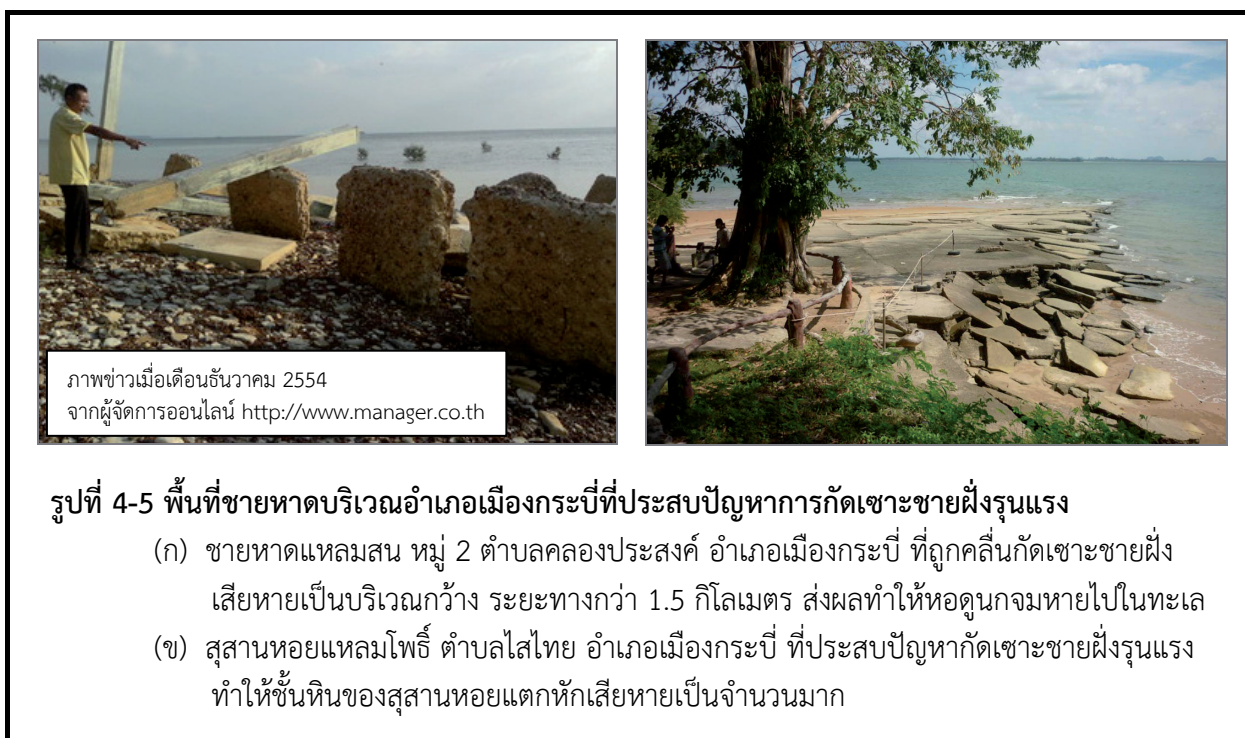 ภาพข่าวเมื่อเดือนธันวาคม 2554
จากผู้จัดการออนไลน์ http://www.manager.co.th
รูปที่ 4-5 พื้นที่ชายหาดบริเวณอำเภอเมืองกระบี่ที่ประสบปัญหาการกัดเซาะชายฝั่งรุนแรง
(ก) ชายหาดแหลมสน หมู่ 2 ตำบลคลองประสงค์ อำเภอเมืองกระบี่ ที่ถูกคลื่นกัดเซาะชายฝั่ง
เสียหายเป็นบริเวณกว้าง ระยะทางกว่า 1.5 กิโลเมตร ส่งผลทำให้หอดูนกจมหายไปในทะเล
(ข) สุสานหอยแหลมโพธิ์ ตำบลไสไทย อำเภอเมืองกระบี่ ที่ประสบปัญหากัดเซาะชายฝั่งรุนแรง
ทำให้ชั้นหินของสุสานหอยแตกหักเสียหายเป็นจำนวนมาก